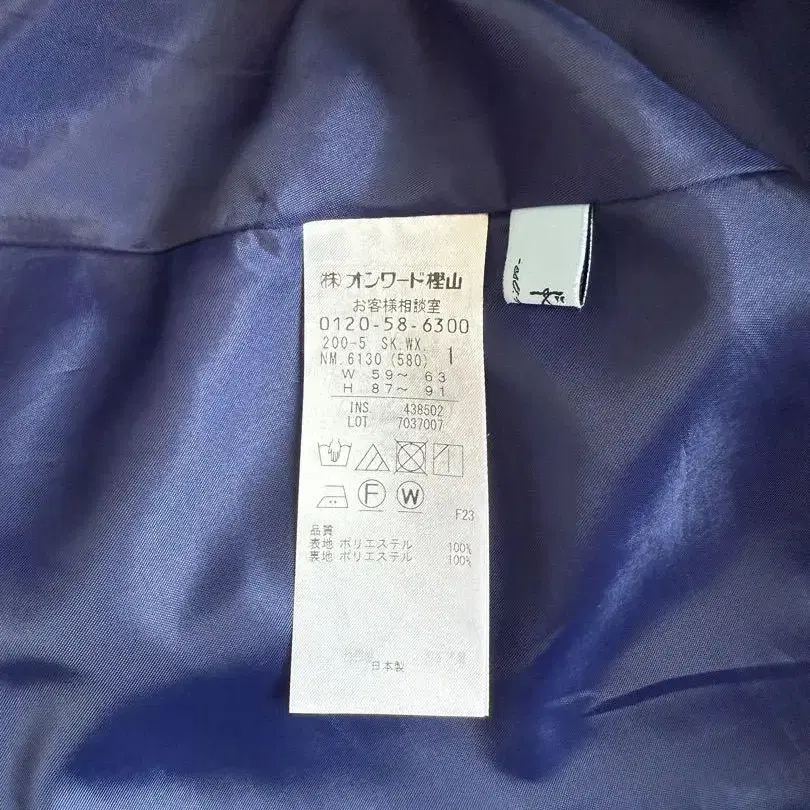 ㈱オンワード樫山
お客様相談室
0120-58-6300
200-5 SK.WX.
NM.6130 (580) 1
W 59~ 63
H 87~ 91
INS. 438502
LOT 7037007
F
W
F23
品質
表地 ポリエステル 100%
裏地 ポリエステル 100%
日本製